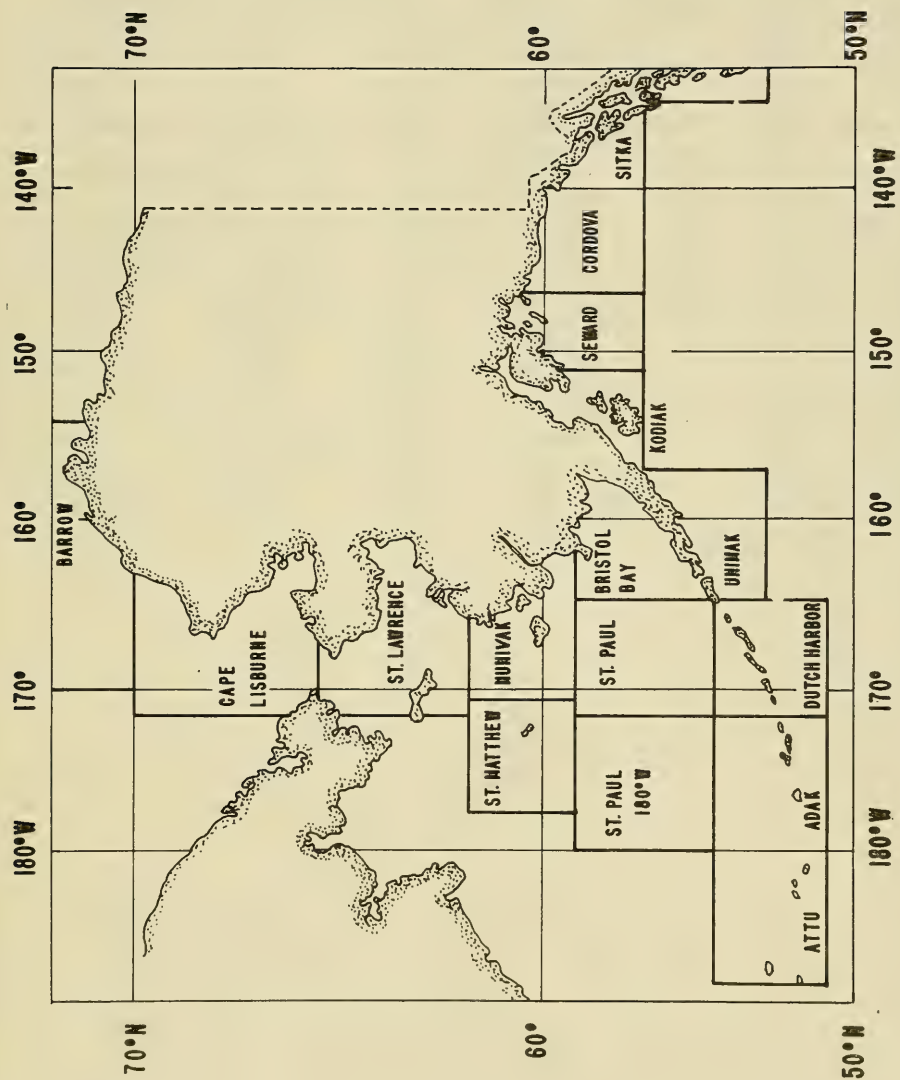 180°W
170°
160°
150°
140°W
BARROW
70°N
70°N
CAPE
LISBURNE
ST. LAWRENCE
ST. MATTHEW
NUNIVAK
60°
60°
ST. PAUL
180°W
ST. PAUL
BRISTOL
BAY
SEWARD
CORDOVA
SITKA
KODIAK
UNIMAK
ATTU
ADAK
DUTCH HARBOR
50°N
50°N
180°W
170°
160°
150°
140°W